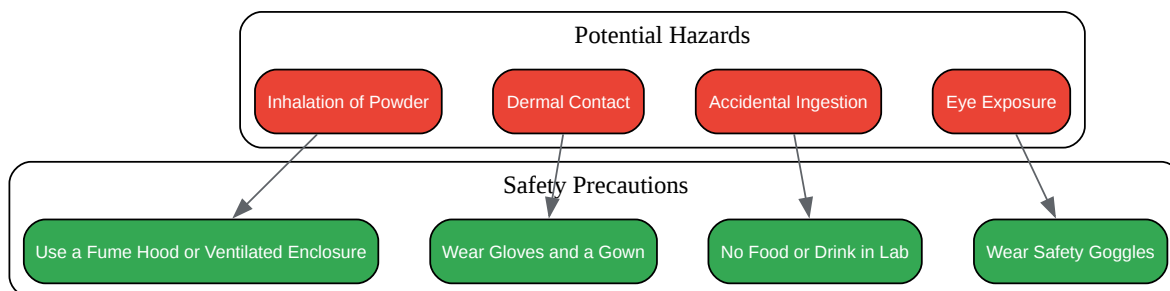 Potential Hazards
Inhalation of Powder
Dermal Contact
Accidental Ingestion
Eye Exposure
Safety Precautions
Use a Fume Hood or Ventilated Enclosure
Wear Gloves and a Gown
No Food or Drink in Lab
Wear Safety Goggles